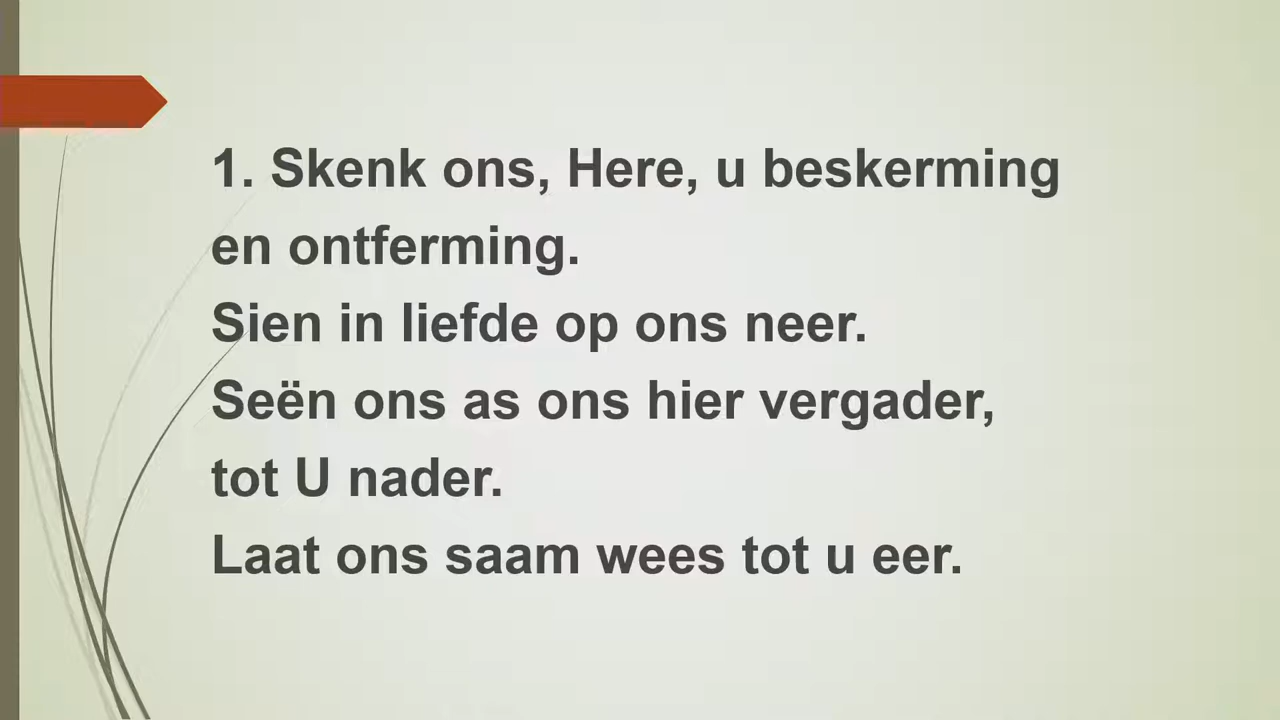 1. Skenk ons, Here, u beskerming
en ontferming.
Sien in liefde op ons neer.
Seën ons as ons hier vergader,
tot U nader.
Laat ons saam wees tot u eer.